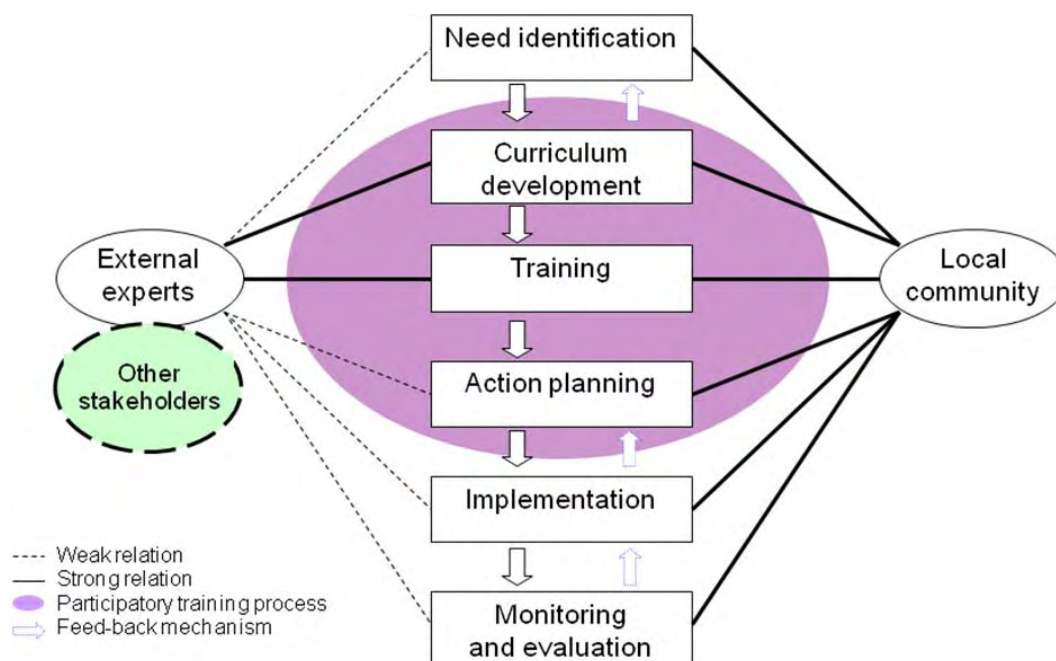 Need identification
Curriculum
development
External
experts
Training
Local
community
Other
stakeholders
Action planning
Implementation
Weak relation
Strong relation
Participatory training process
Feed-back mechanism
Monitoring
and evaluation